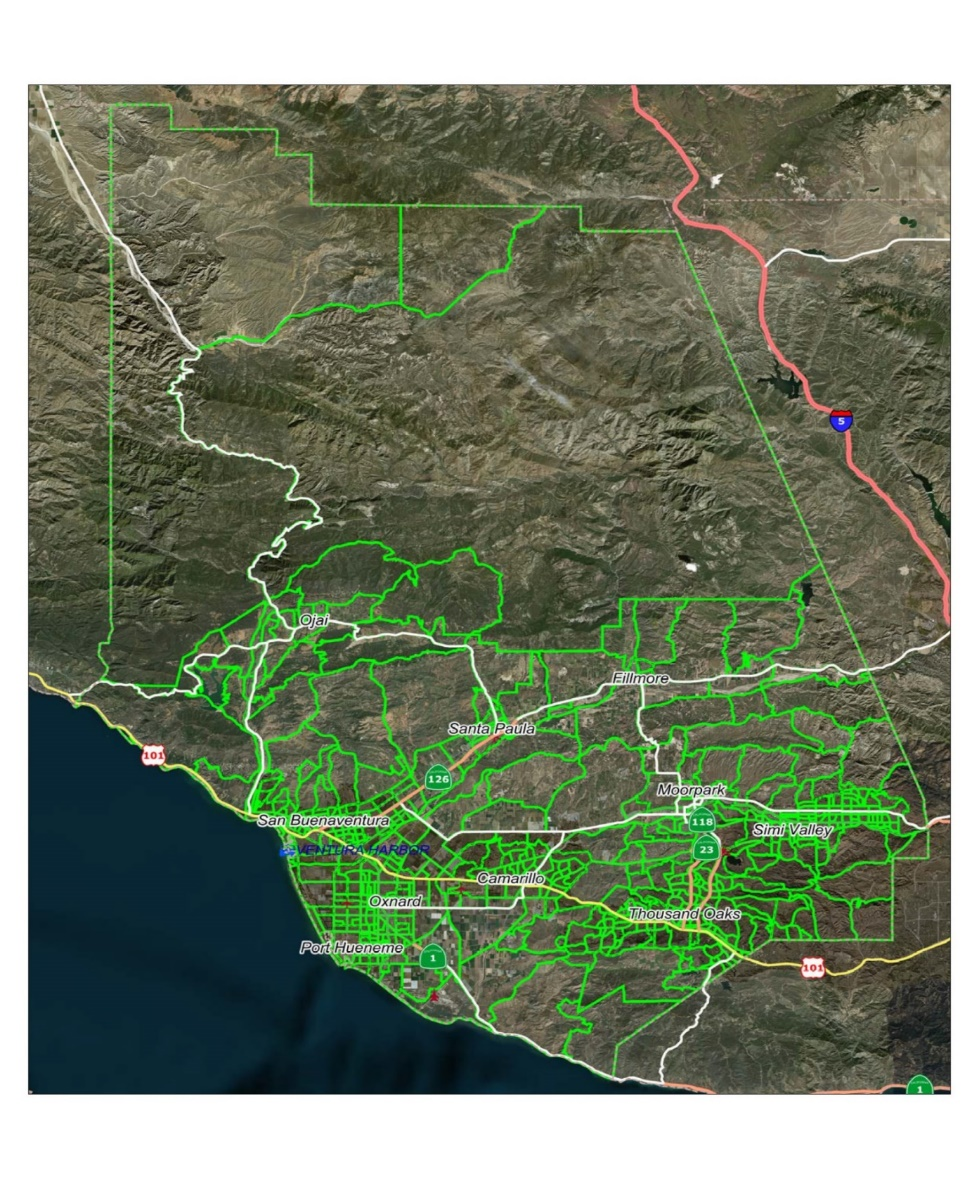 5
Ojai
Fillmore
Santa Paula
101
126
Moorpark
San Buenaventura
118
Simi Valley
23
VENTURA HARBOR
Camarillo
Oxnard
Thousand Oaks
Port Hueneme
1
101
1